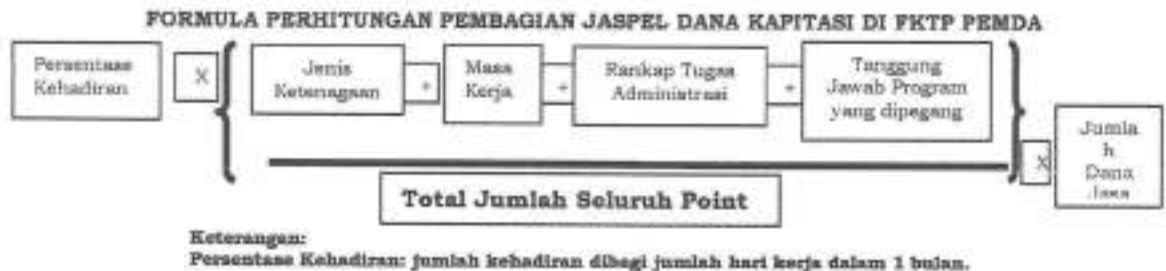 FORMULA PERHITUNGAN PEMBAGIAN JASPEL DANA KAPITASI DI FKTP PEMDA
Persentase
Kehadiran
X
Jenis
Ketenagaan
+
Masa
Kerja
+
Rankap Tugas
Administrasi
+
Tanggung
Jawab Program
yang dipegang
Total Jumlah Seluruh Point
X
Jumla
h
Dana
Jasa
Keterangan:
Persentase Kehadiran: jumlah kehadiran dibagi jumlah hari kerja dalam 1 bulan.